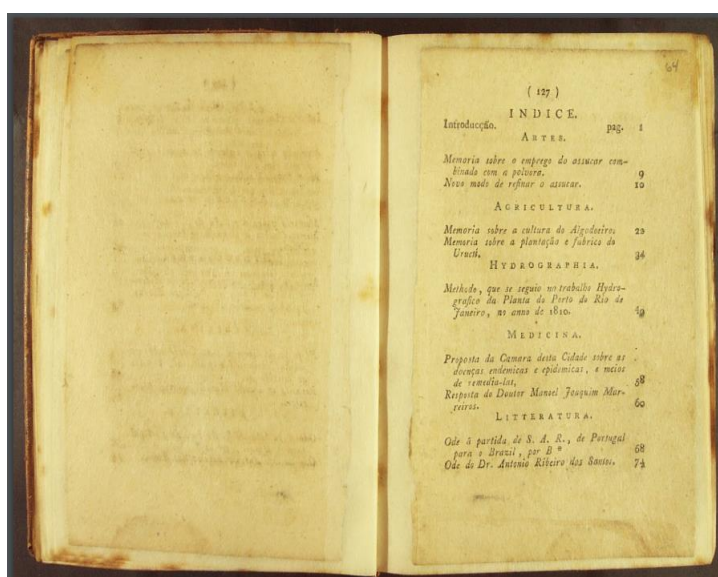 64
( 127 )
INDICE.
Introducção. pag. 1
ARTES.
Memoria sobre o emprego do assucar com-
binado com a polvora. 9
Novo modo de refinar o assucar. 10
AGRICULTURA.
Memoria sobre a cultura do Algodoeiro. 22
Memoria sobre a plantação e fabrico do
Urucú. 34
HYDROGRAPHIA.
Methodo, que se seguio no trabalho Hydro-
grafico da Planta do Porto do Rio de
Janeiro, no anno de 1810.
MEDICINA.
Proposta da Camara desta Cidade sobre as
doenças endemicas e epidemicas, e meios
de remedia-las. 58
Resposta do Doutor Manoel Joaquim Mar-
reiros. 60
LITTERATURA.
Ode á partida de S. A. R., de Portugal
para o Brazil, por B * 68
Ode do Dr. Antonio Ribeiro dos Santos. 74